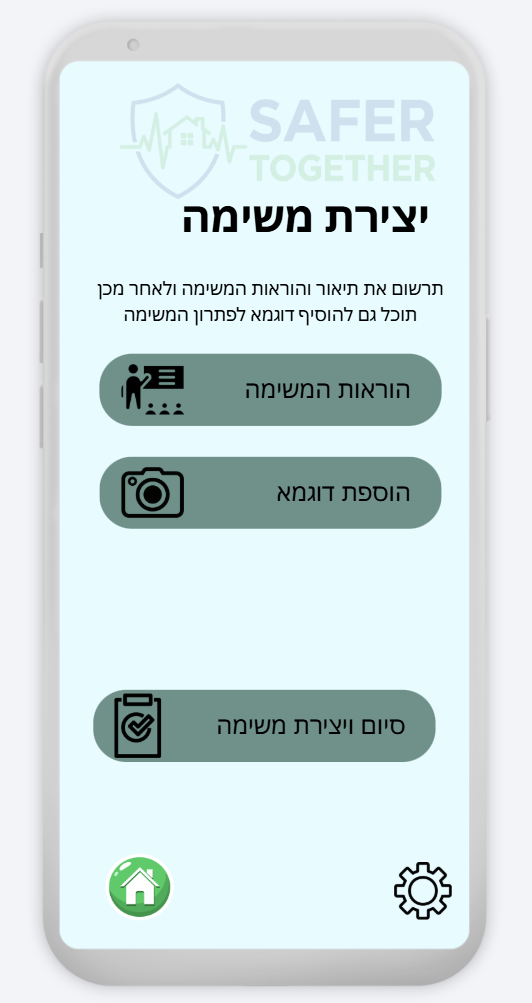 SAFER
TOGETHER
יצירת משימה
תרשום את תיאור והוראות המשימה ולאחר מכן
תוכל גם להוסיף דוגמא לפתרון המשימה
הוראות המשימה
הוספת דוגמא
סיום ויצירת משימה